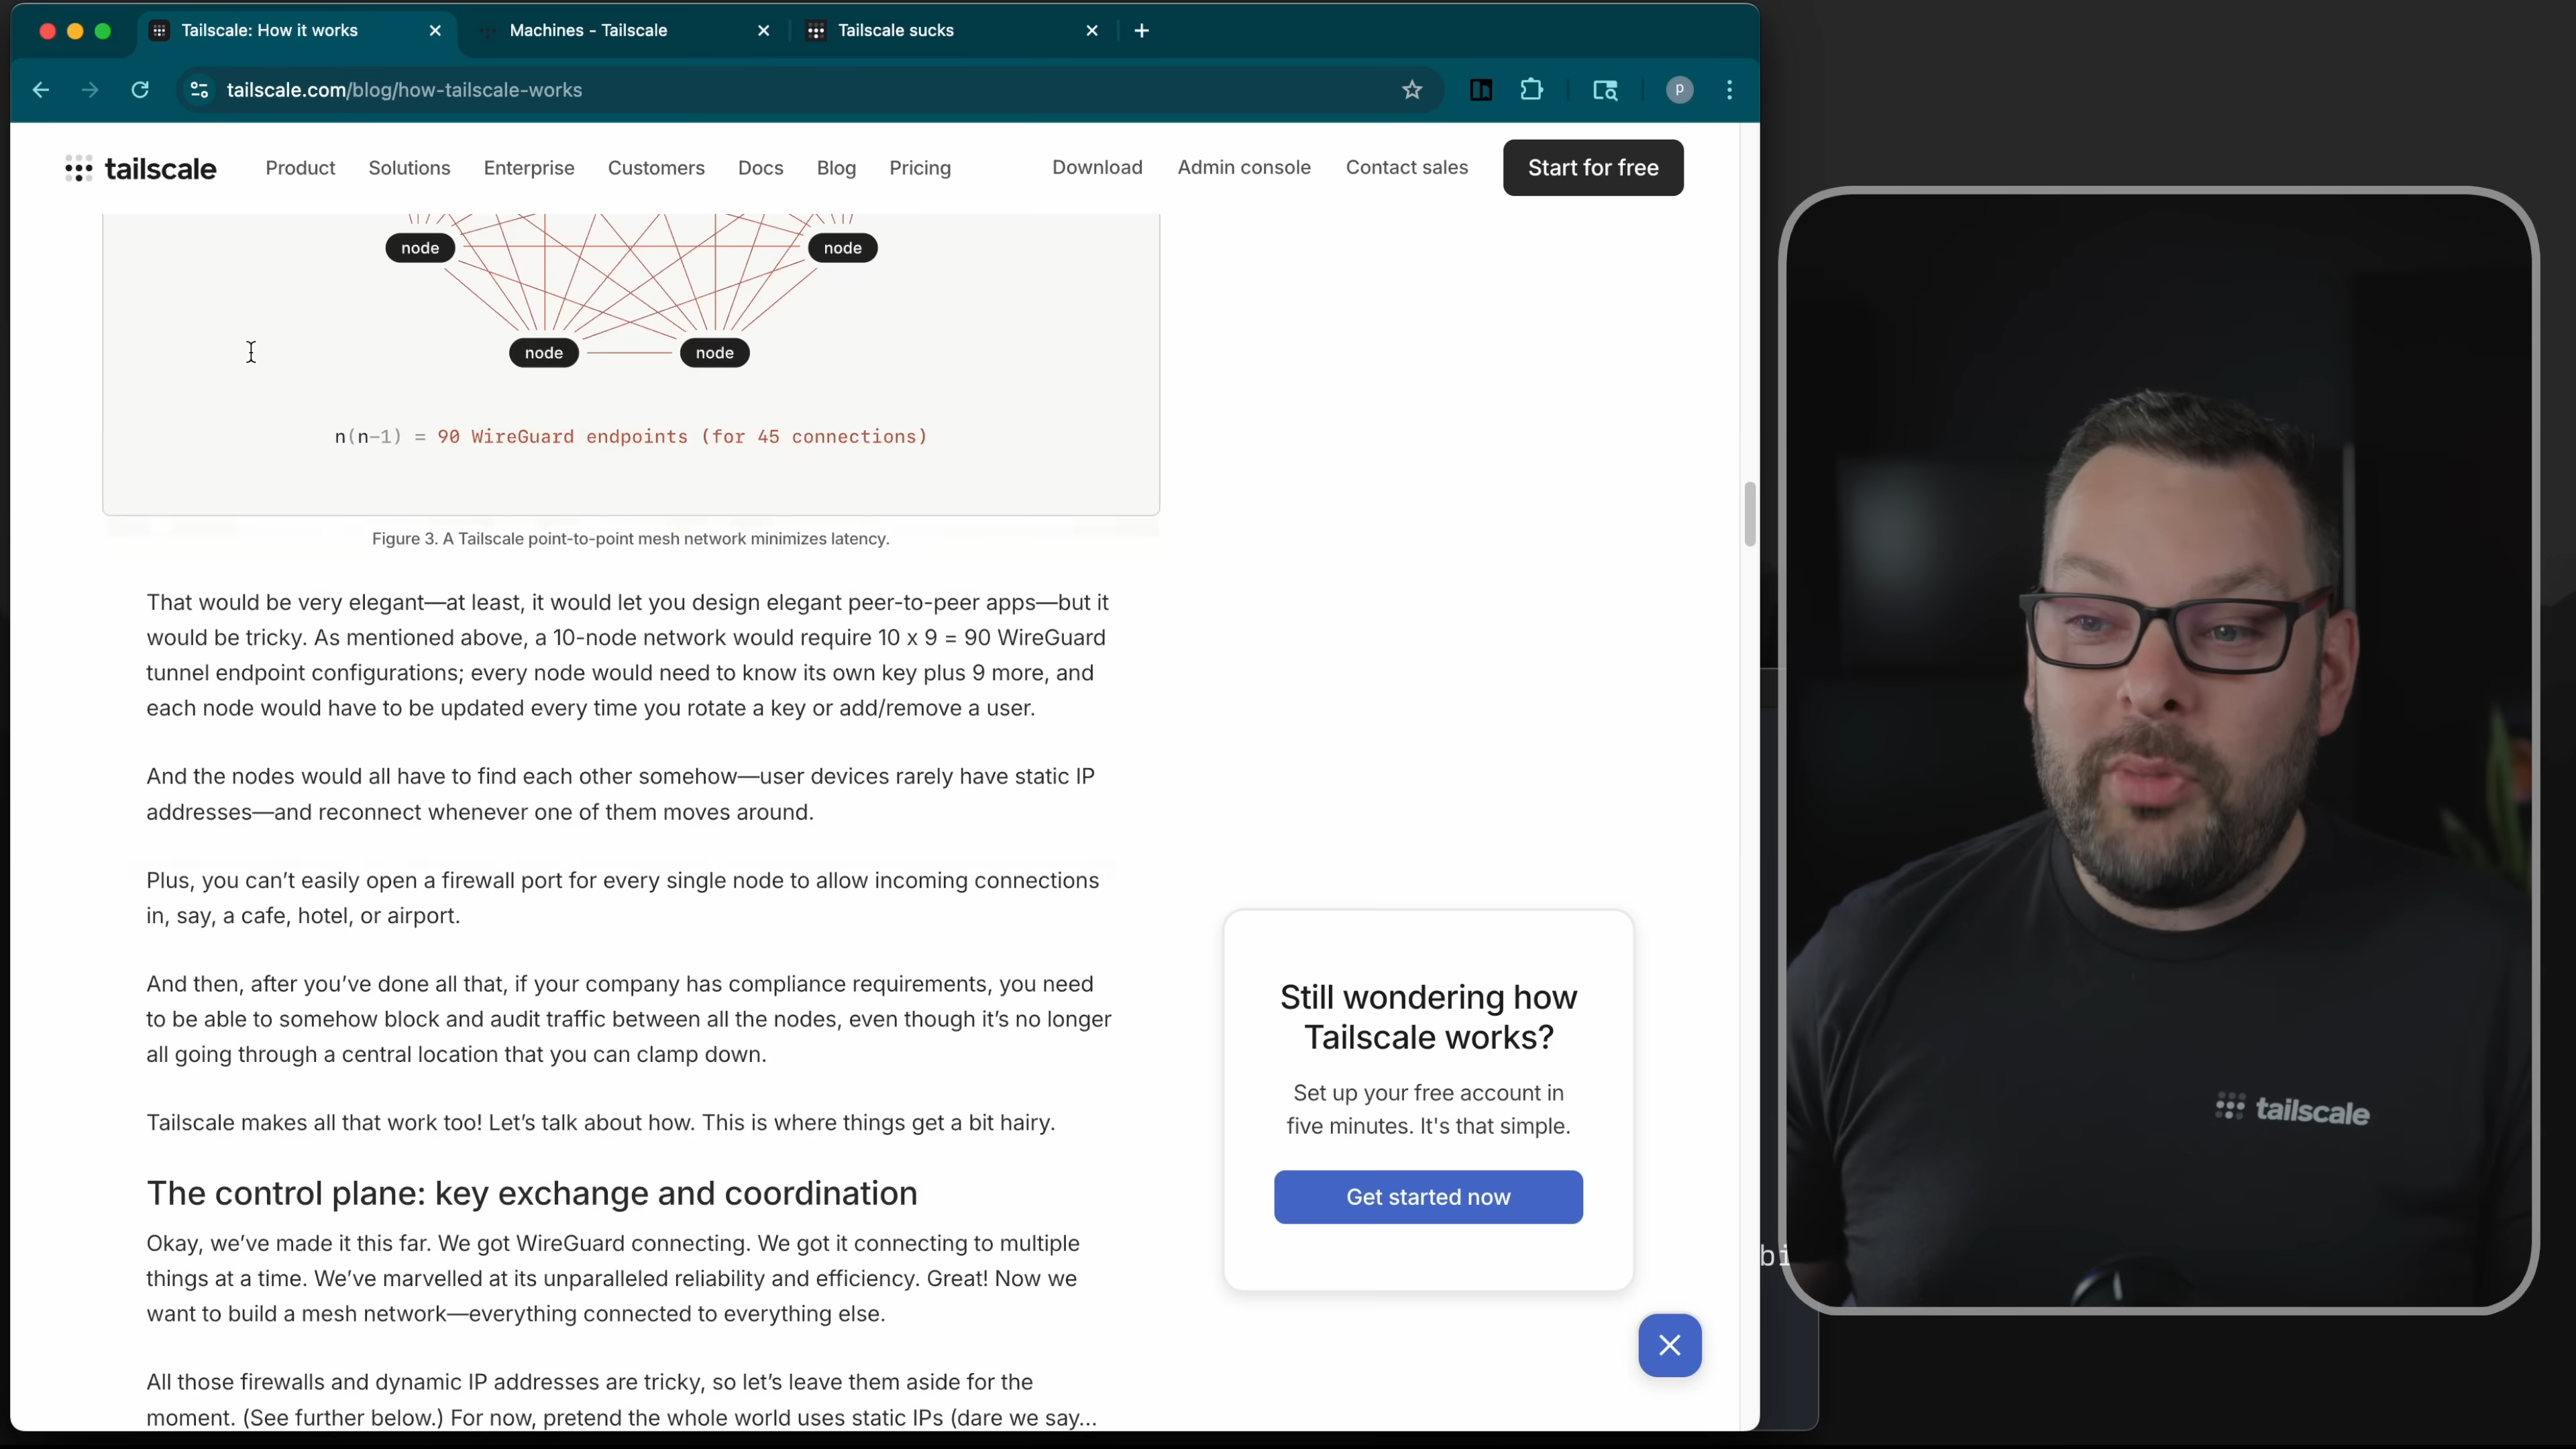 Tailscale: How it works
Machines - Tailscale
Tailscale sucks
tailscale.com/blog/how-tailscale-works
P
tailscale
Product
Solutions
Enterprise
Customers
Docs
Blog
Pricing
Download
Admin console
Contact sales
Start for free
node
node
node
node
n(n−1) = 90 WireGuard endpoints (for 45 connections)
Figure 3. A Tailscale point-to-point mesh network minimizes latency.
That would be very elegant—at least, it would let you design elegant peer-to-peer apps—but it
would be tricky. As mentioned above, a 10-node network would require 10 x 9 = 90 WireGuard
tunnel endpoint configurations; every node would need to know its own key plus 9 more, and
each node would have to be updated every time you rotate a key or add/remove a user.
And the nodes would all have to find each other somehow—user devices rarely have static IP
addresses—and reconnect whenever one of them moves around.
Plus, you can’t easily open a firewall port for every single node to allow incoming connections
in, say, a cafe, hotel, or airport.
And then, after you’ve done all that, if your company has compliance requirements, you need
to be able to somehow block and audit traffic between all the nodes, even though it’s no longer
all going through a central location that you can clamp down.
Tailscale makes all that work too! Let’s talk about how. This is where things get a bit hairy.
The control plane: key exchange and coordination
Okay, we’ve made it this far. We got WireGuard connecting. We got it connecting to multiple
things at a time. We’ve marvelled at its unparalleled reliability and efficiency. Great! Now we
want to build a mesh network—everything connected to everything else.
All those firewalls and dynamic IP addresses are tricky, so let’s leave them aside for the
moment. (See further below.) For now, pretend the whole world uses static IPs (dare we say...
Still wondering how
Tailscale works?
Set up your free account in
five minutes. It's that simple.
Get started now
bi
tailscale